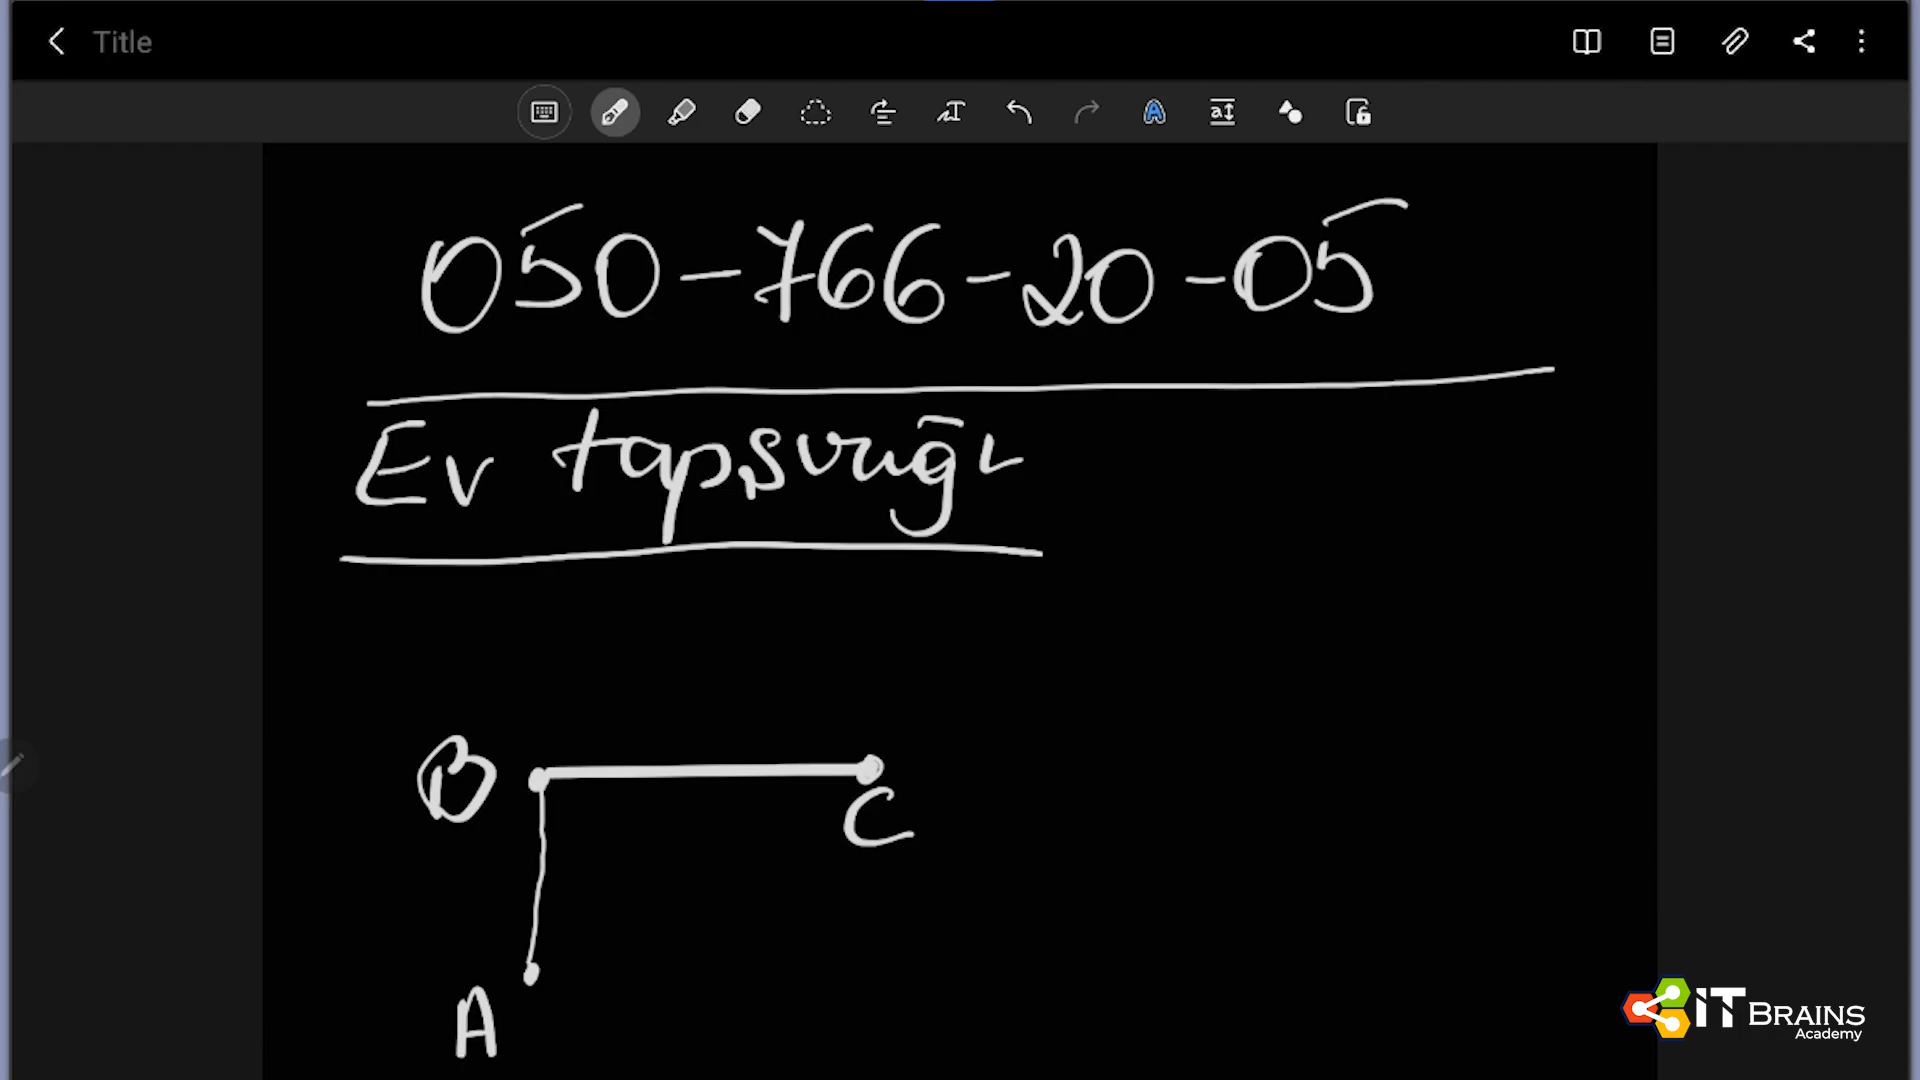 Title
050-766-20-05
Ev tapşırığı
B
C
A
iT BRAINS
Academy